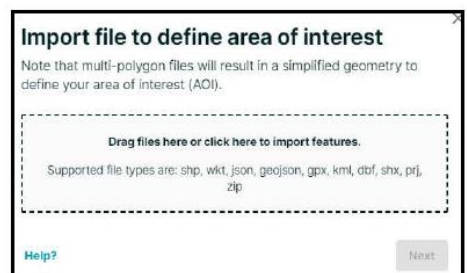 Import file to define area of interest
Note that multi-polygon files will result in a simplified geometry to
define your area of interest (AOI).
Drag files here or click here to import features.
Supported file types are: shp, wkt, json, geojson, gpx, kml, dbf, shx, prj,
zip
Help?
Next